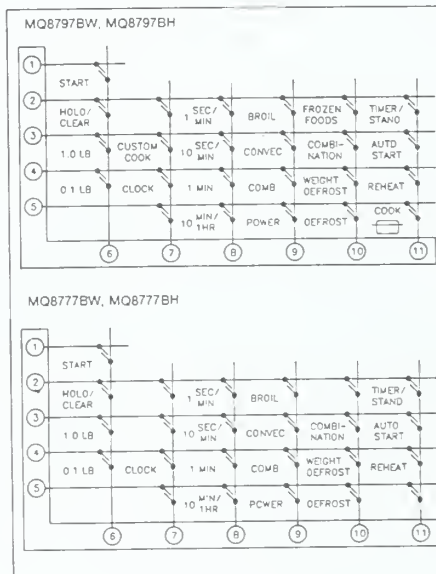 MQ8797BW, MQ8797BH
1
START
2
HOLD/ CLEAR
1 SEC/ MIN
BROIL
FROZEN FOODS
TIMER/ STAND
3
1.0 LB
CUSTOM COOK
10 SEC/ MIN
CONVEC
COMBI- NATION
AUTO START
4
0.1 LB
CLOCK
1 MIN
COMB
WEIGHT DEFROST
REHEAT
5
10 MIN/ 1HR
POWER
DEFROST
COOK
6 7 8 9 10 11
MQ8777BW, MQ8777BH
1
START
2
HOLD/ CLEAR
1 SEC/ MIN
BROIL
TIMER/ STAND
3
1.0 LB
10 SEC/ MIN
CONVEC
COMBI- NATION
AUTO START
4
0.1 LB
CLOCK
1 MIN
COMB
WEIGHT DEFROST
REHEAT
5
10 MIN/ 1HR
POWER
DEFROST
6 7 8 9 10 11